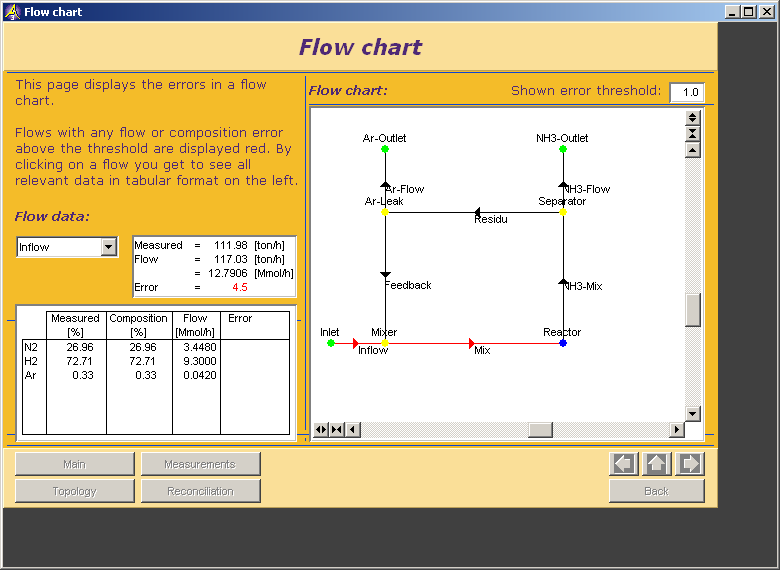 Flow chart
Flow chart
This page displays the errors in a flow
chart.
Flows with any flow or composition error
above the threshold are displayed red. By
clicking on a flow you get to see all
relevant data in tabular format on the left.
Flow data:
Inflow
Measured = 111.98 [ton/h]
Flow = 117.03 [ton/h]
= 12.7906 [Mmol/h]
Error = 4.5
Measured Composition Flow Error
[%] [%] [Mmol/h]
N2 26.96 26.96 3.4480
H2 72.71 72.71 9.3000
Ar 0.33 0.33 0.0420
Flow chart: Shown error threshold: 1.0
Ar-Outlet NH3-Outlet
Ar-Flow NH3-Flow
Ar-Leak Separator
Residu
Feedback NH3-Mix
Inlet Mixer Reactor
Inflow Mix
Main Measurements
Topology Reconciliation Back